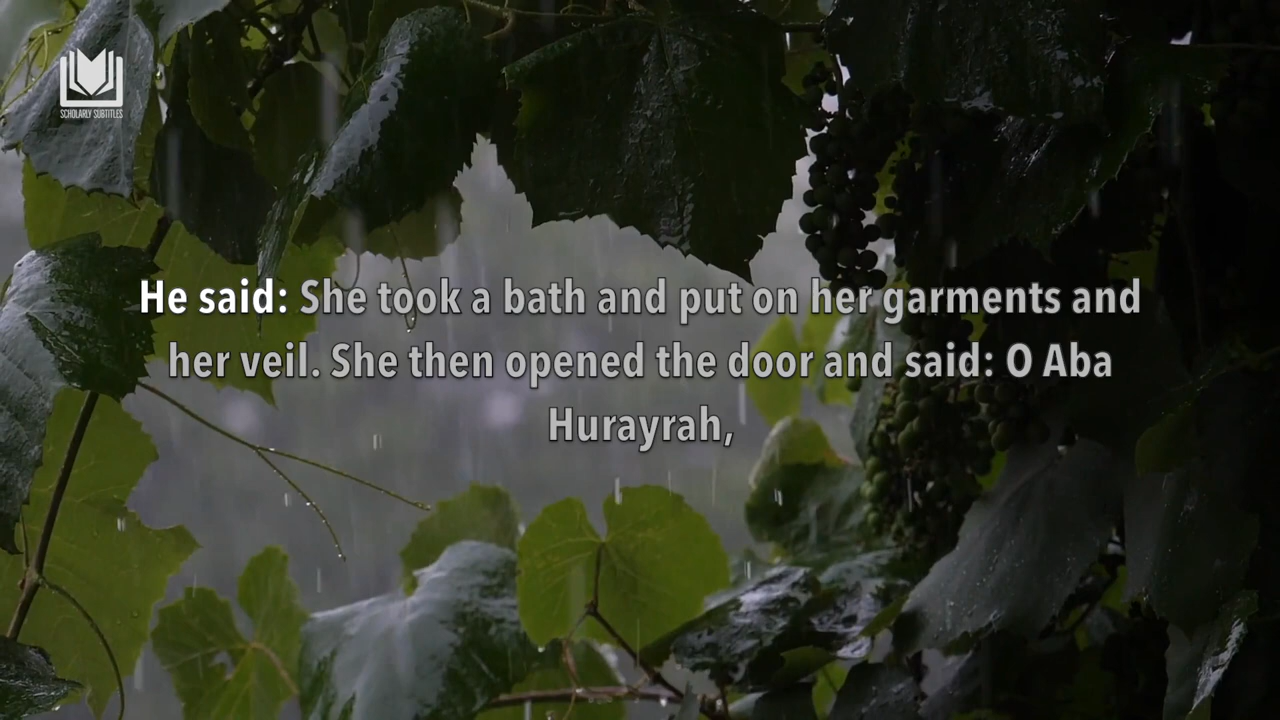 SCHOLARLY SUBTITLES
He said: She took a bath and put on her garments and
her veil. She then opened the door and said: O Aba
Hurayrah,